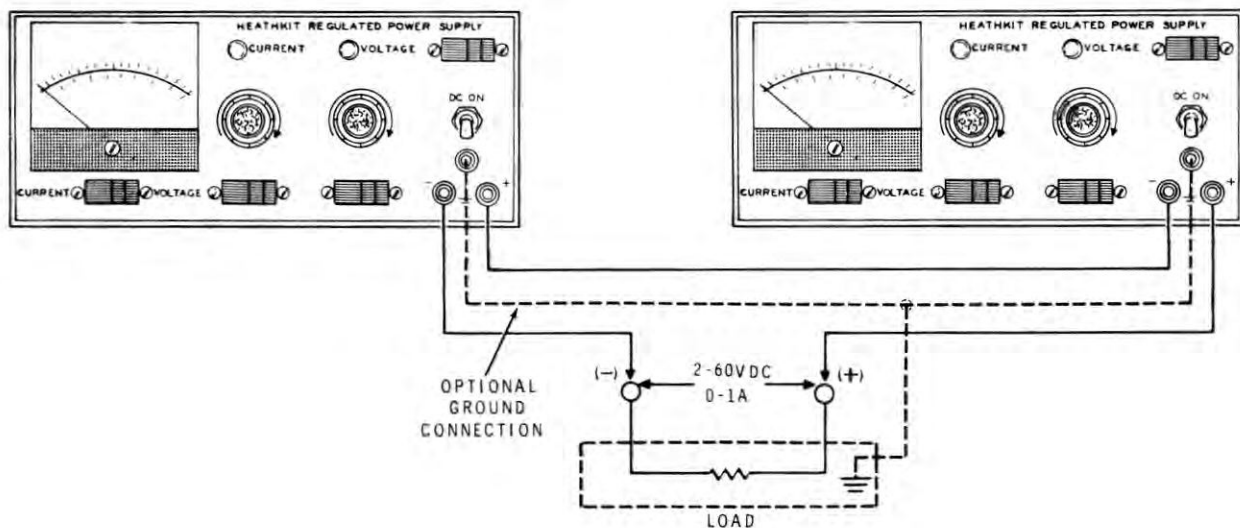 HEATHKIT REGULATED POWER SUPPLY
CURRENT VOLTAGE
DC ON
CURRENT VOLTAGE - +
HEATHKIT REGULATED POWER SUPPLY
CURRENT VOLTAGE
DC ON
CURRENT VOLTAGE - +
OPTIONAL
GROUND
CONNECTION
(-) 2-60VDC (+)
0-1A
LOAD